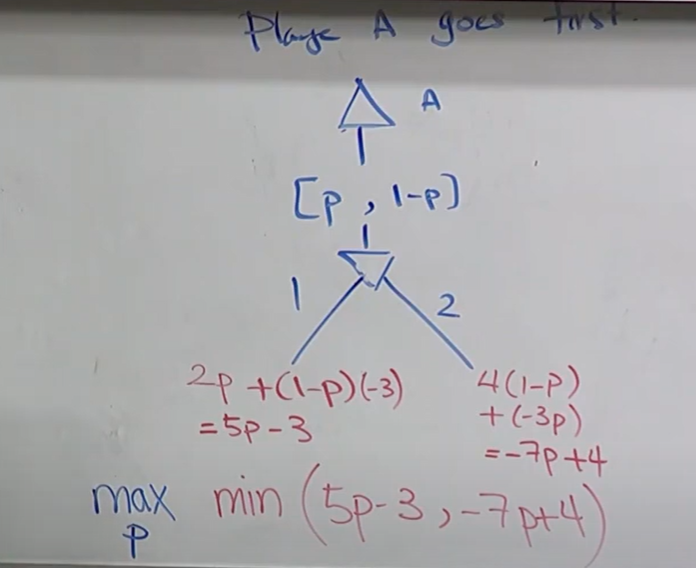 Playe A goes first.
A
[p , 1-p]
1 2
2p +(1-p)(-3)
= 5p - 3
4(1-p)
+ (-3p)
= -7p+4
max min (5p-3, -7p+4)
p